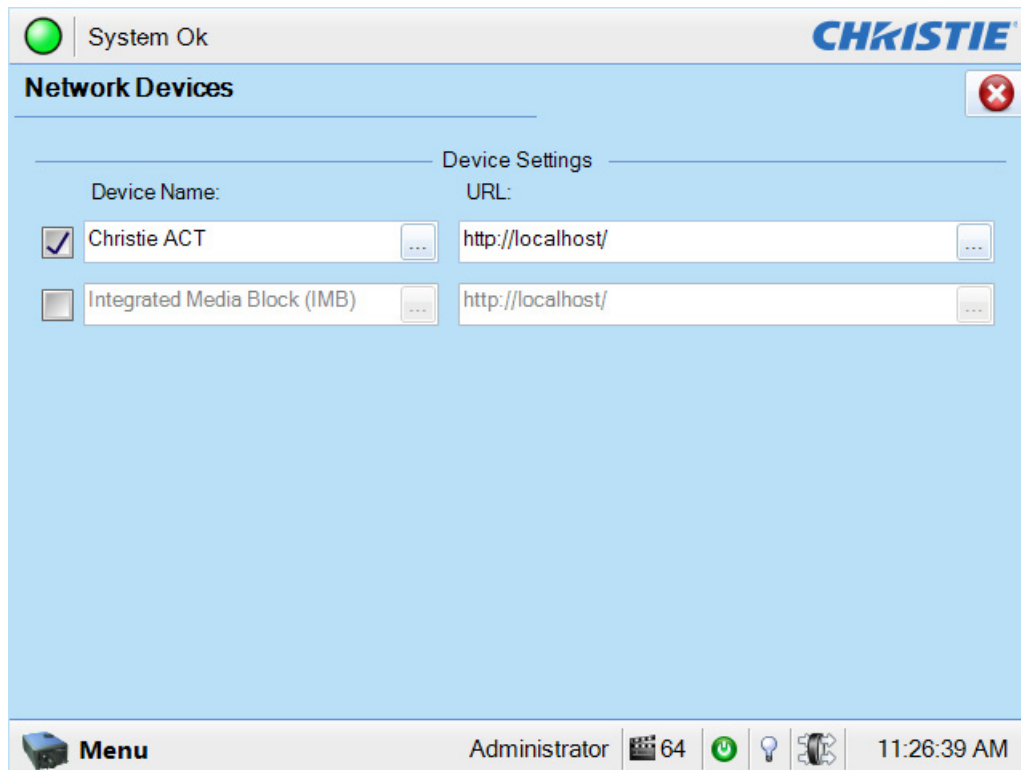 System Ok
CHRISTIE
Network Devices
Device Settings
Device Name: URL:
Christie ACT ... http://localhost/ ...
Integrated Media Block (IMB) ... http://localhost/ ...
Menu Administrator 64 11:26:39 AM